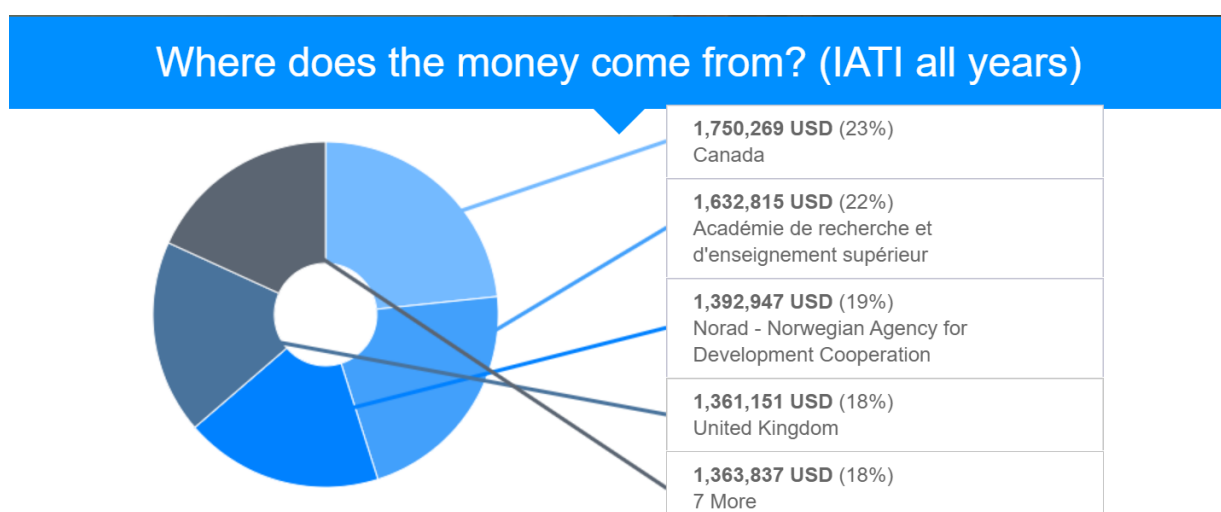 Where does the money come from? (IATI all years)
1,750,269 USD (23%)
Canada
1,632,815 USD (22%)
Académie de recherche et
d'enseignement supérieur
1,392,947 USD (19%)
Norad - Norwegian Agency for
Development Cooperation
1,361,151 USD (18%)
United Kingdom
1,363,837 USD (18%)
7 More